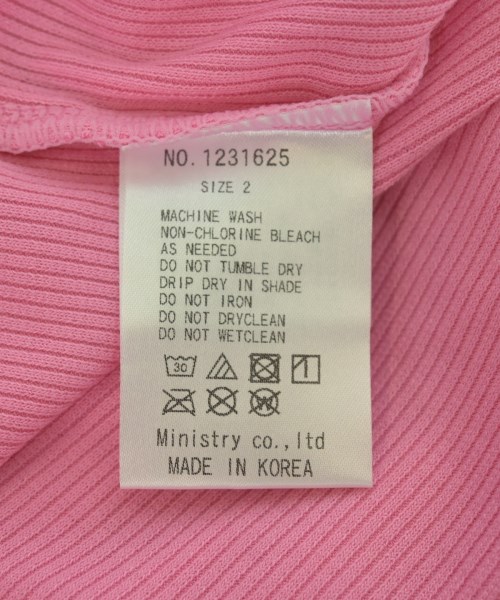 NO. 1231625
SIZE 2
MACHINE WASH
NON-CHLORINE BLEACH
AS NEEDED
DO NOT TUMBLE DRY
DRIP DRY IN SHADE
DO NOT IRON
DO NOT DRYCLEAN
DO NOT WETCLEAN
30
Ministry co.,ltd
MADE IN KOREA